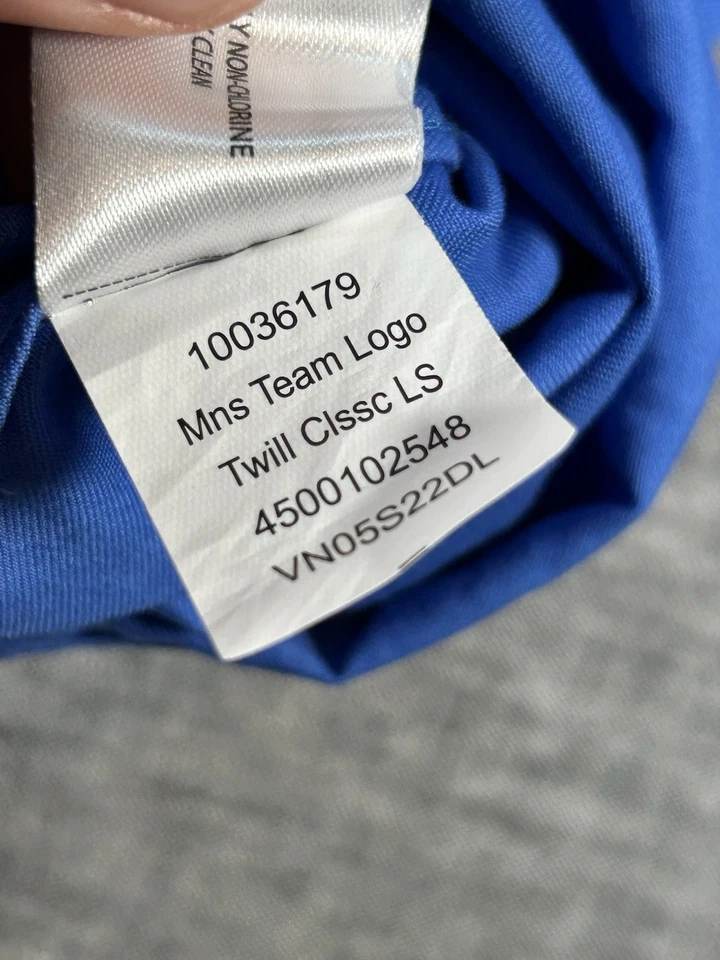 Y NON-CHLORINE
CLEAN
10036179
Mns Team Logo
Twill Clssc LS
4500102548
VN05S22DL